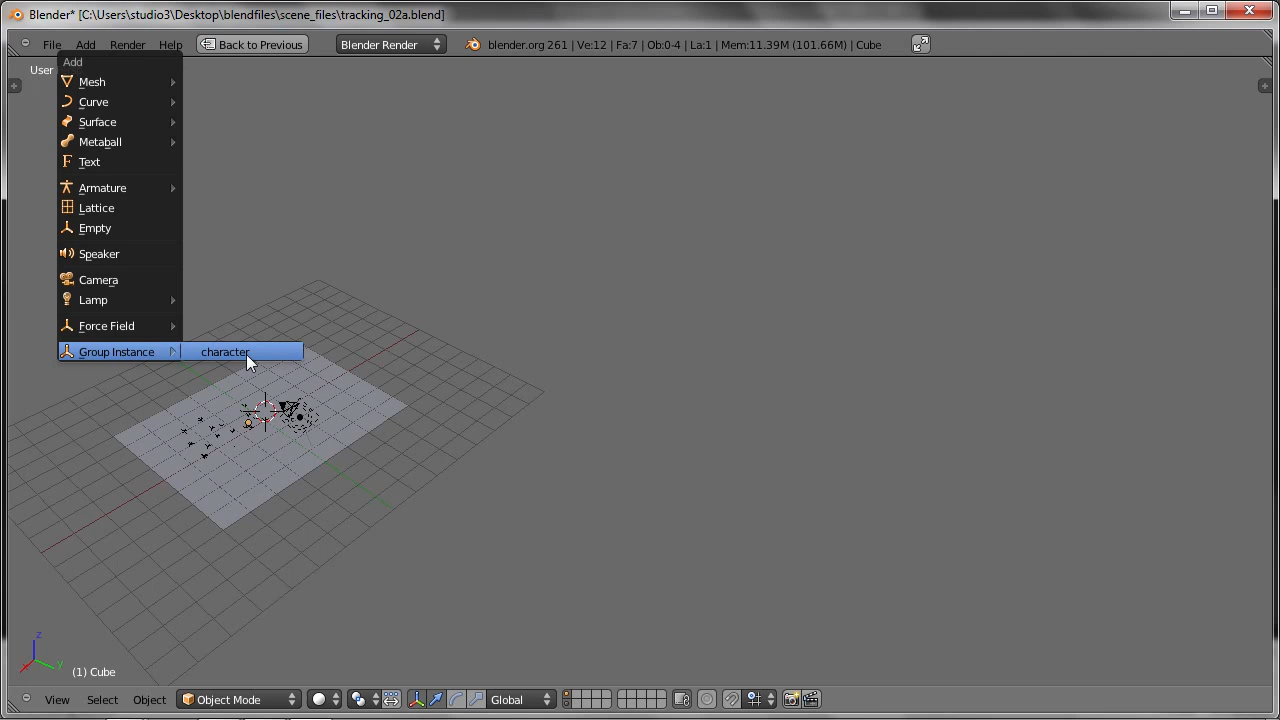 Blender* [C:\Users\studio3\Desktop\blendfiles\scene_files\tracking_02a.blend]
File Add Render Help Back to Previous Blender Render blender.org 261 | Ve:12 | Fa:7 | Ob:0-4 | La:1 | Mem:11.39M (101.66M) | Cube
User
Add
Mesh
Curve
Surface
Metaball
Text
Armature
Lattice
Empty
Speaker
Camera
Lamp
Force Field
Group Instance character
z
x y
(1) Cube
View Select Object Object Mode Global